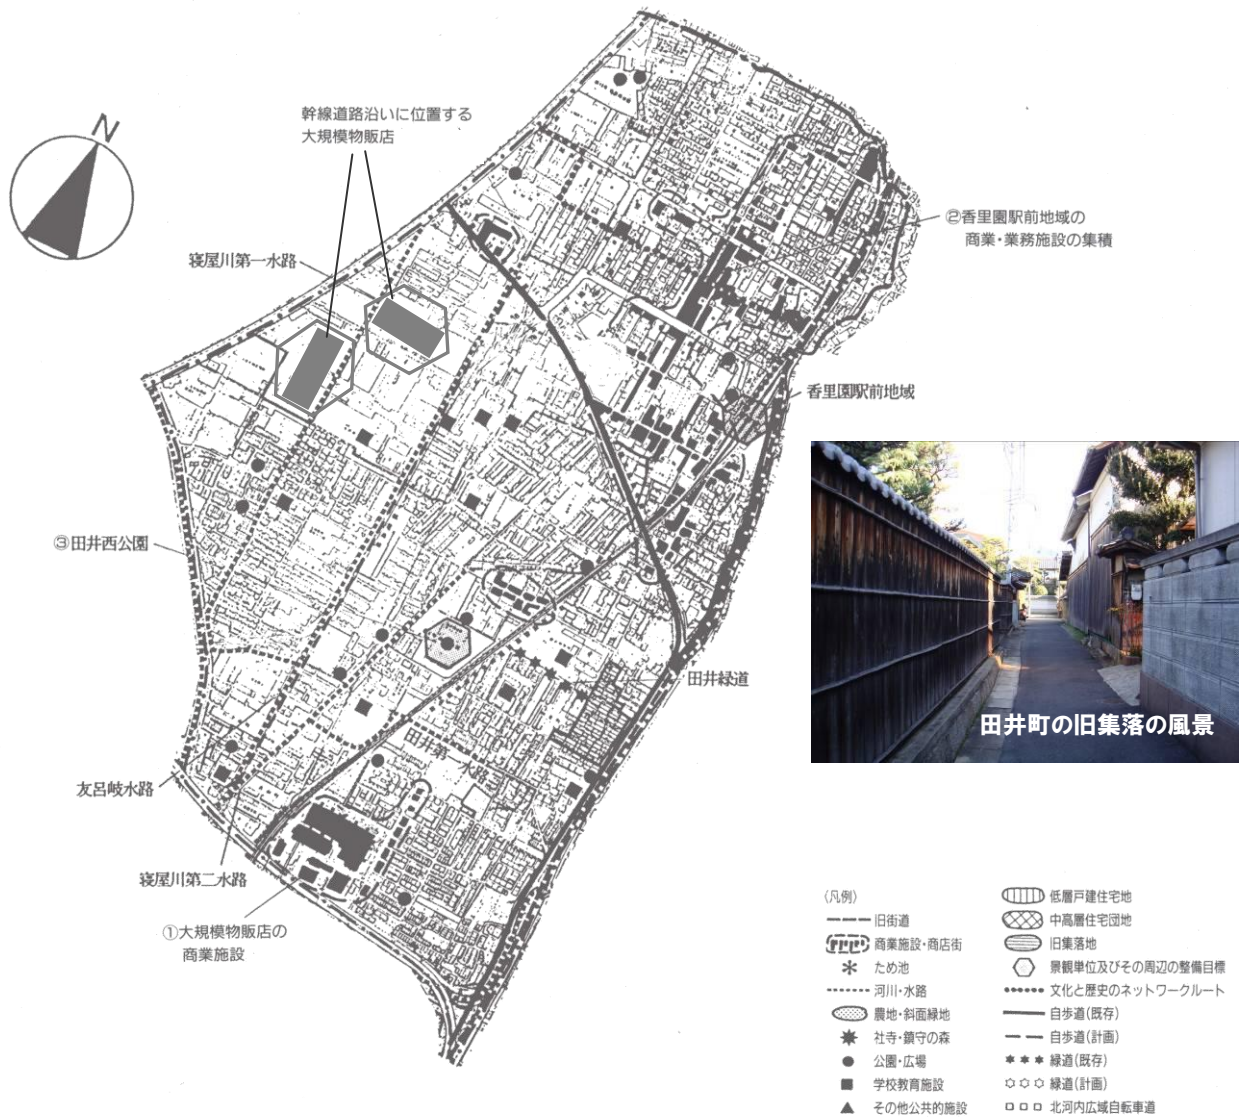 N
幹線道路沿いに位置する
大規模物販店
②香里園駅前地域の
商業・業務施設の集積
寝屋川第一水路
香里園駅前地域
③田井西公園
田井緑道
田井町の旧集落の風景
田井第一水路
友呂岐水路
寝屋川第二水路
①大規模物販店の
商業施設
〈凡例〉
旧街道
商業施設・商店街
ため池
河川・水路
農地・斜面緑地
社寺・鎮守の森
公園・広場
学校教育施設
その他公共的施設
低層戸建住宅地
中高層住宅団地
旧集落地
景観単位及びその周辺の整備目標
文化と歴史のネットワークルート
自歩道(既存)
自歩道(計画)
緑道(既存)
緑道(計画)
北河内広域自転車道